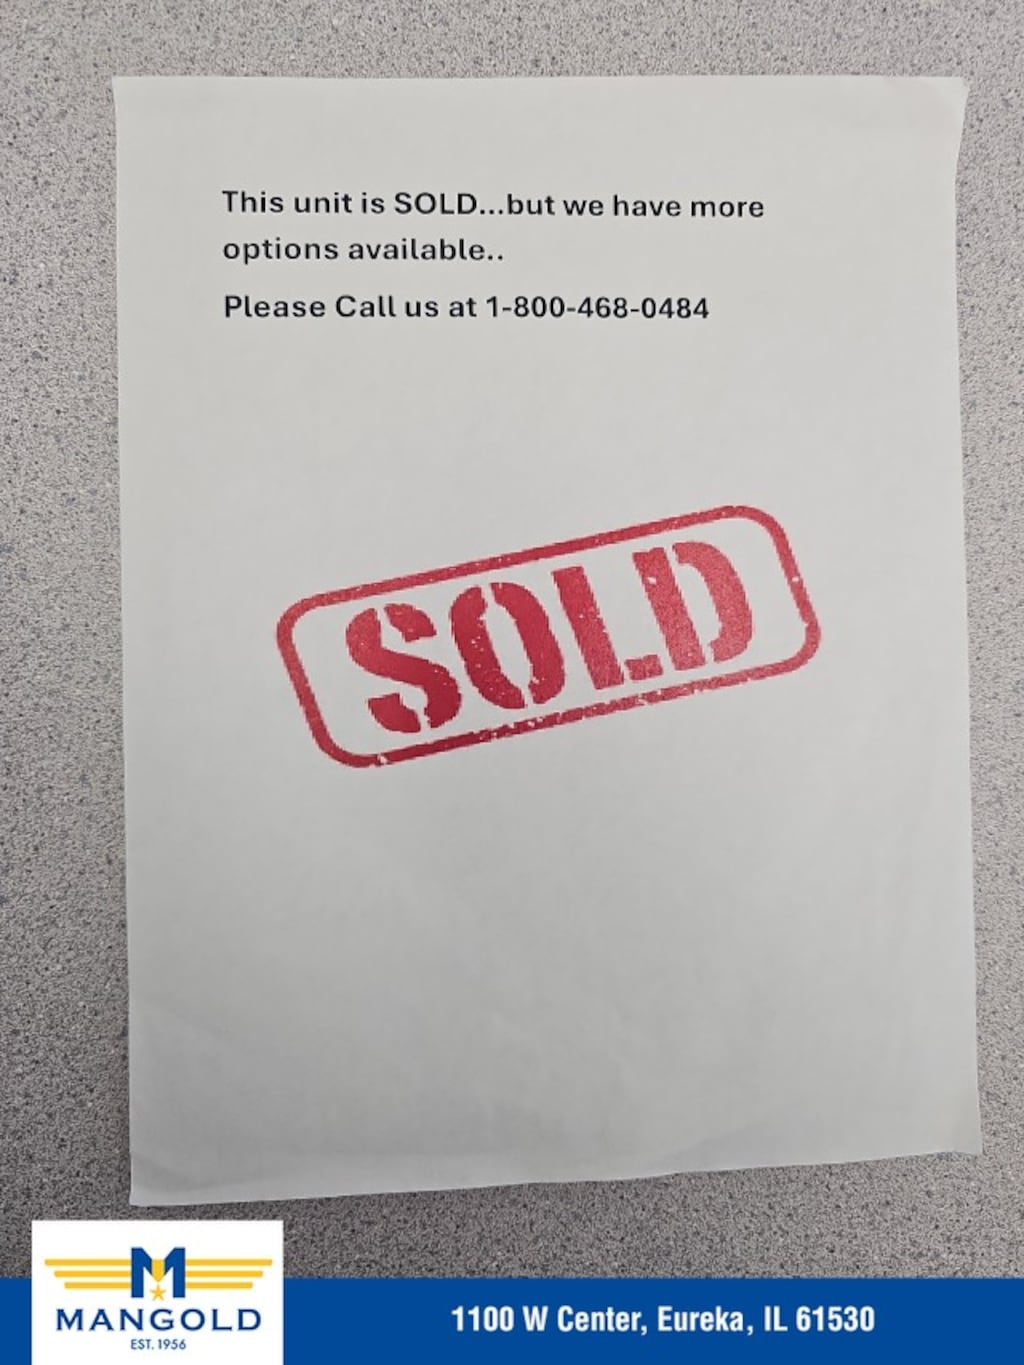 This unit is SOLD...but we have more
options available..
Please Call us at 1-800-468-0484
SOLD
M
MANGOLD
EST. 1956
1100 W Center, Eureka, IL 61530